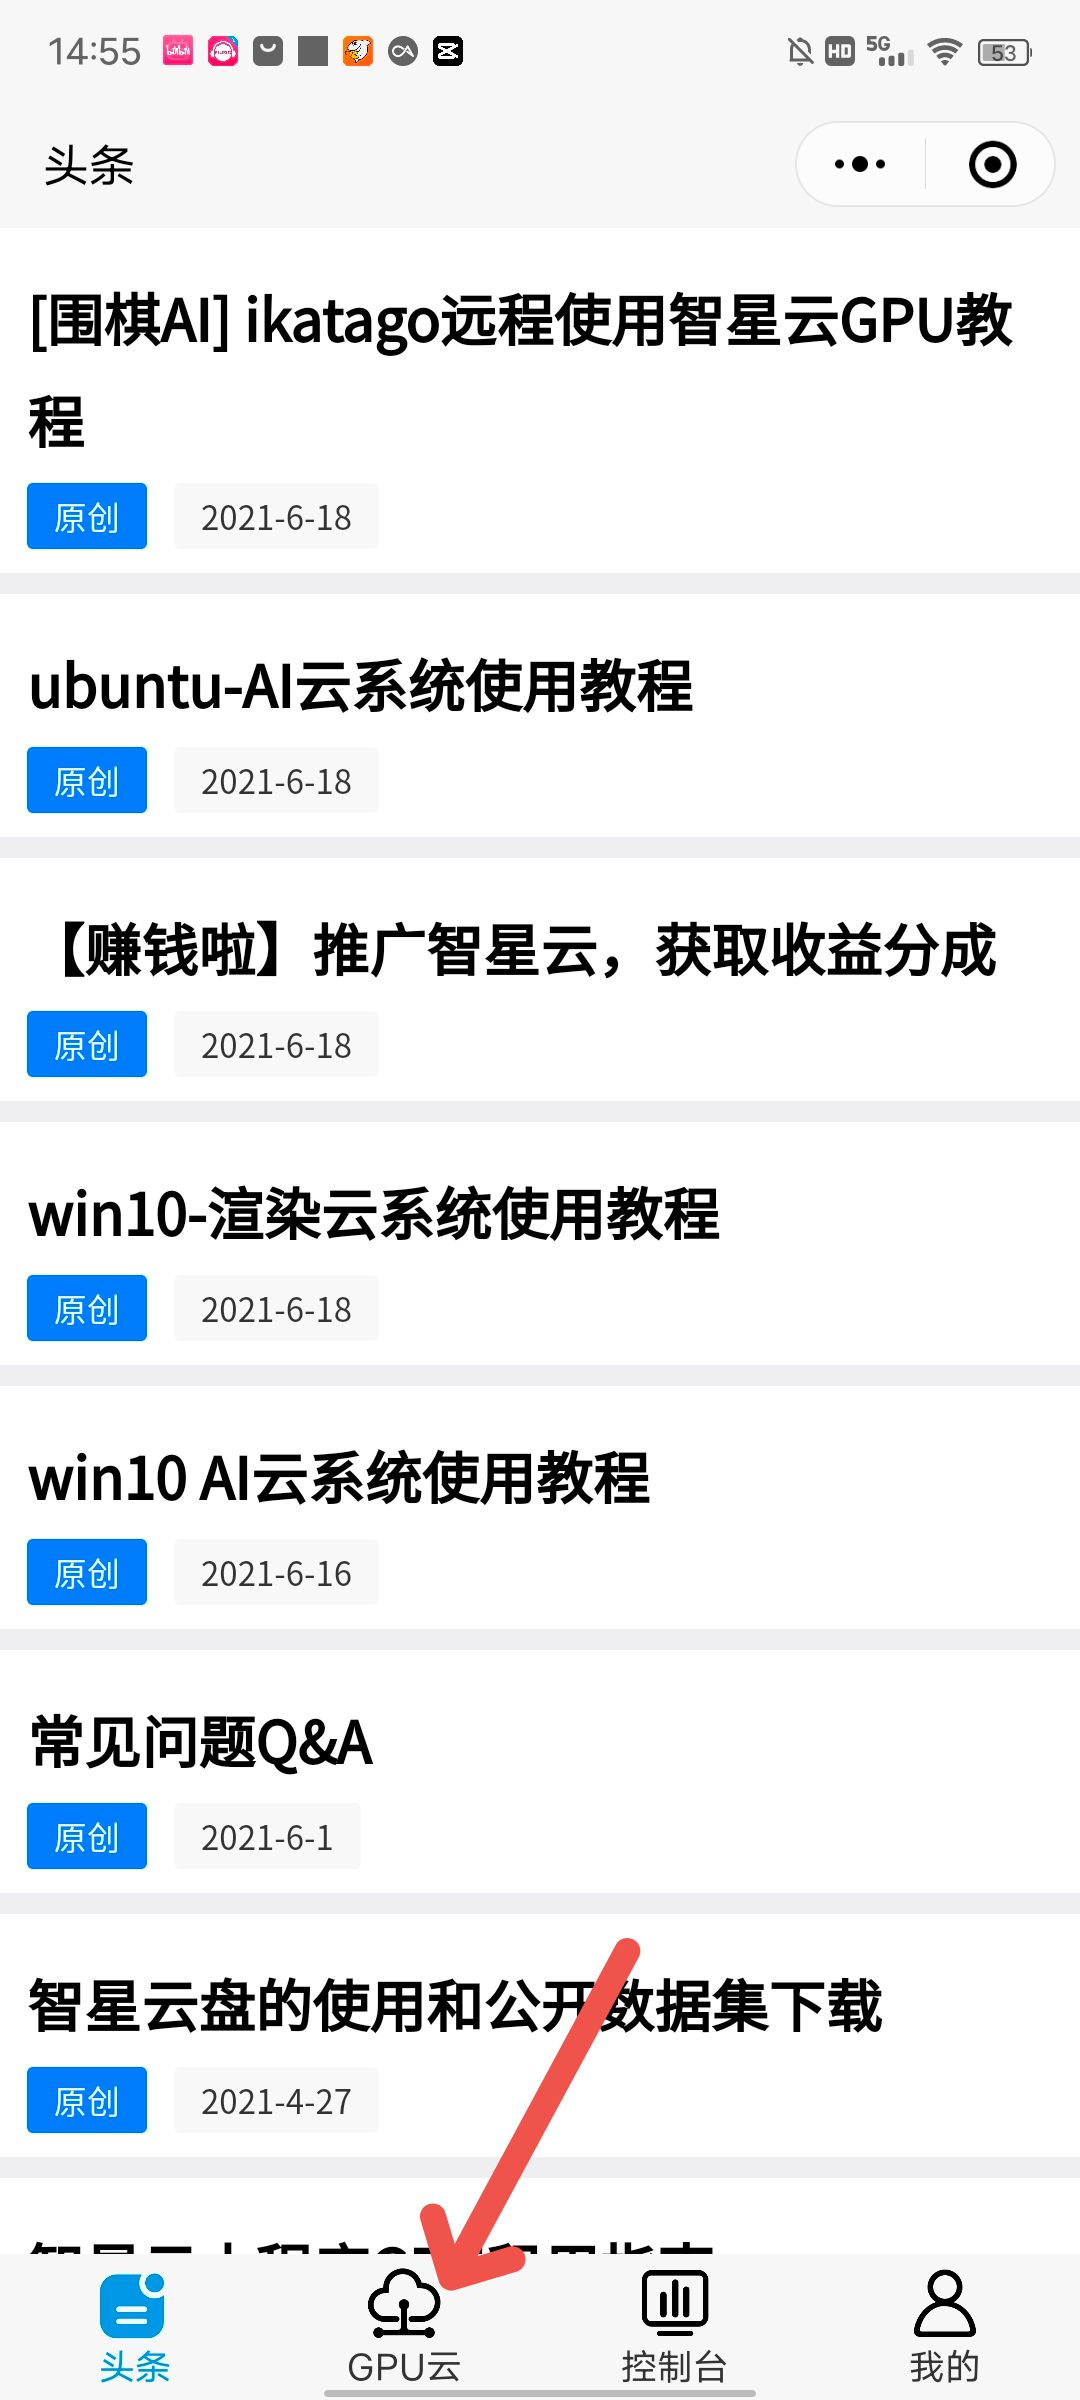 14:55
HD 5G 53
头条
[围棋AI] ikatago远程使用智星云GPU教
程
原创 2021-6-18
ubuntu-AI云系统使用教程
原创 2021-6-18
【赚钱啦】推广智星云，获取收益分成
原创 2021-6-18
win10-渲染云系统使用教程
原创 2021-6-18
win10 AI云系统使用教程
原创 2021-6-16
常见问题Q&A
原创 2021-6-1
智星云盘的使用和公开数据集下载
原创 2021-4-27
头条 GPU云 控制台 我的